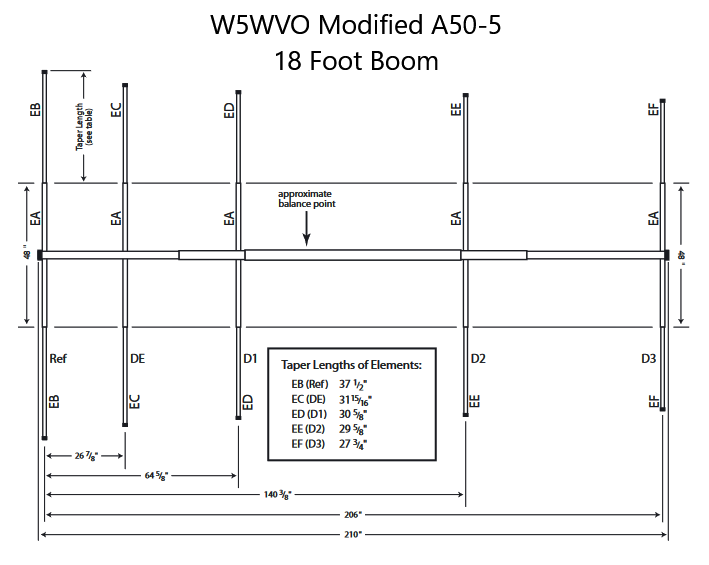 W5WVO Modified A50-5
18 Foot Boom
EB
Taper Length
(see table)
EC
ED
EE
EF
approximate
balance point
EA
EA
EA
EA
EA
48 "
48 "
Ref
DE
D1
D2
D3
Taper Lengths of Elements:
EB (Ref) 37 1/2"
EC (DE) 31 15/16"
ED (D1) 30 5/8"
EE (D2) 29 5/8"
EF (D3) 27 3/4"
EB
EC
ED
EE
EF
26 7/8"
64 5/8"
140 3/8"
206"
210"